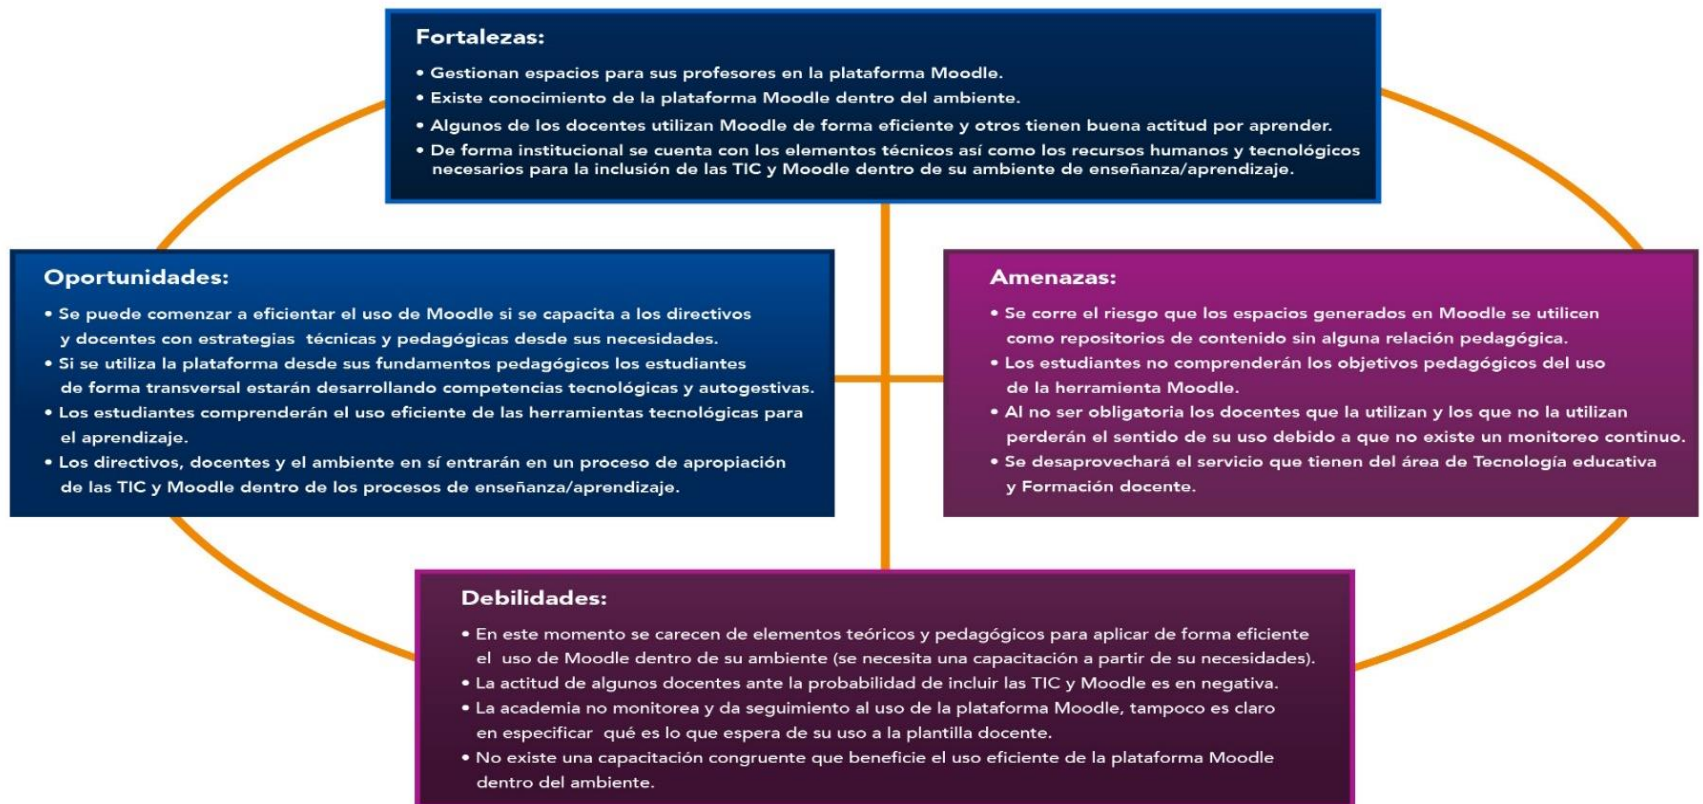 Fortalezas:
• Gestionan espacios para sus profesores en la plataforma Moodle.
• Existe conocimiento de la plataforma Moodle dentro del ambiente.
• Algunos de los docentes utilizan Moodle de forma eficiente y otros tienen buena actitud por aprender.
• De forma institucional se cuenta con los elementos técnicos así como los recursos humanos y tecnológicos
necesarios para la inclusión de las TIC y Moodle dentro de su ambiente de enseñanza/aprendizaje.
Oportunidades:
• Se puede comenzar a eficientar el uso de Moodle si se capacita a los directivos
y docentes con estrategias técnicas y pedagógicas desde sus necesidades.
• Si se utiliza la plataforma desde sus fundamentos pedagógicos los estudiantes
de forma transversal estarán desarrollando competencias tecnológicas y autogestivas.
• Los estudiantes comprenderán el uso eficiente de las herramientas tecnológicas para
el aprendizaje.
• Los directivos, docentes y el ambiente en sí entrarán en un proceso de apropiación
de las TIC y Moodle dentro de los procesos de enseñanza/aprendizaje.
Amenazas:
• Se corre el riesgo que los espacios generados en Moodle se utilicen
como repositorios de contenido sin alguna relación pedagógica.
• Los estudiantes no comprenderán los objetivos pedagógicos del uso
de la herramienta Moodle.
• Al no ser obligatoria los docentes que la utilizan y los que no la utilizan
perderán el sentido de su uso debido a que no existe un monitoreo continuo.
• Se desaprovechará el servicio que tienen del área de Tecnología educativa
y Formación docente.
Debilidades:
• En este momento se carecen de elementos teóricos y pedagógicos para aplicar de forma eficiente
el uso de Moodle dentro de su ambiente (se necesita una capacitación a partir de su necesidades).
• La actitud de algunos docentes ante la probabilidad de incluir las TIC y Moodle es en negativa.
• La academia no monitorea y da seguimiento al uso de la plataforma Moodle, tampoco es claro
en especificar qué es lo que espera de su uso a la plantilla docente.
• No existe una capacitación congruente que beneficie el uso eficiente de la plataforma Moodle
dentro del ambiente.